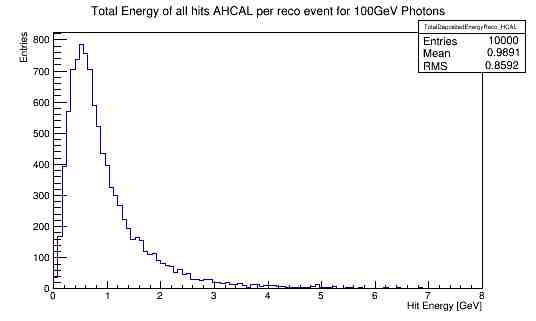 Total Energy of all hits AHCAL per reco event for 100GeV Photons
TotalDepositedEnergyReco_HCAL
Entries 10000
Mean 0.9891
RMS 0.8592
Entries
800
700
600
500
400
300
200
100
0
0 1 2 3 4 5 6 7 8
Hit Energy [GeV]